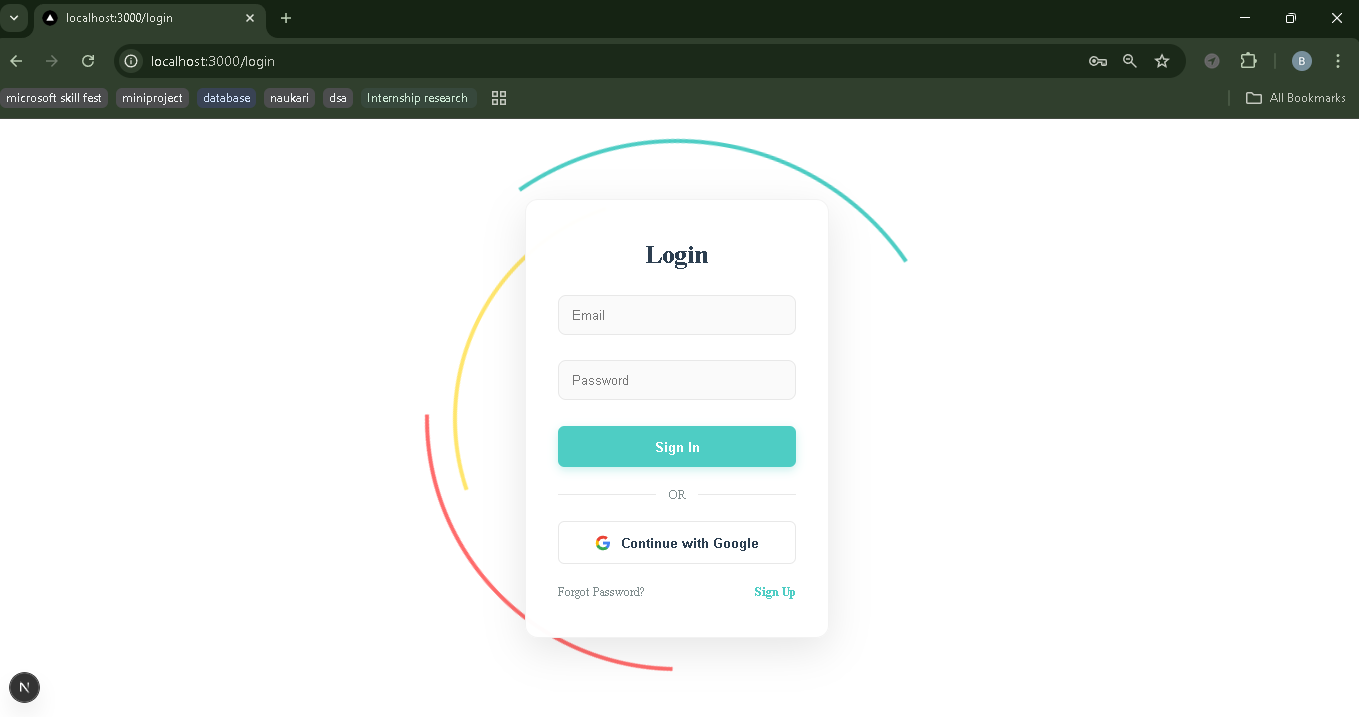 localhost:3000/login
localhost:3000/login
B
microsoft skill fest miniproject database naukari dsa Internship research All Bookmarks
Login
Email
Password
Sign In
OR
Continue with Google
Forgot Password? Sign Up
N